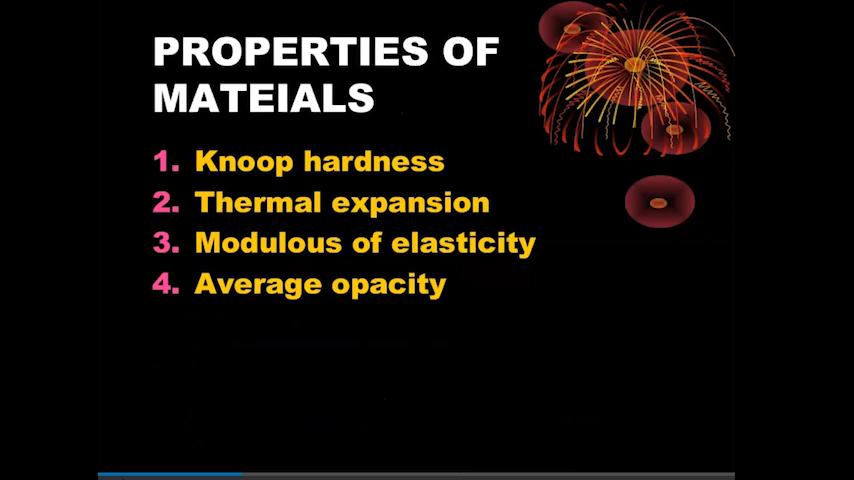 PROPERTIES OF
MATEIALS
1. Knoop hardness
2. Thermal expansion
3. Modulous of elasticity
4. Average opacity